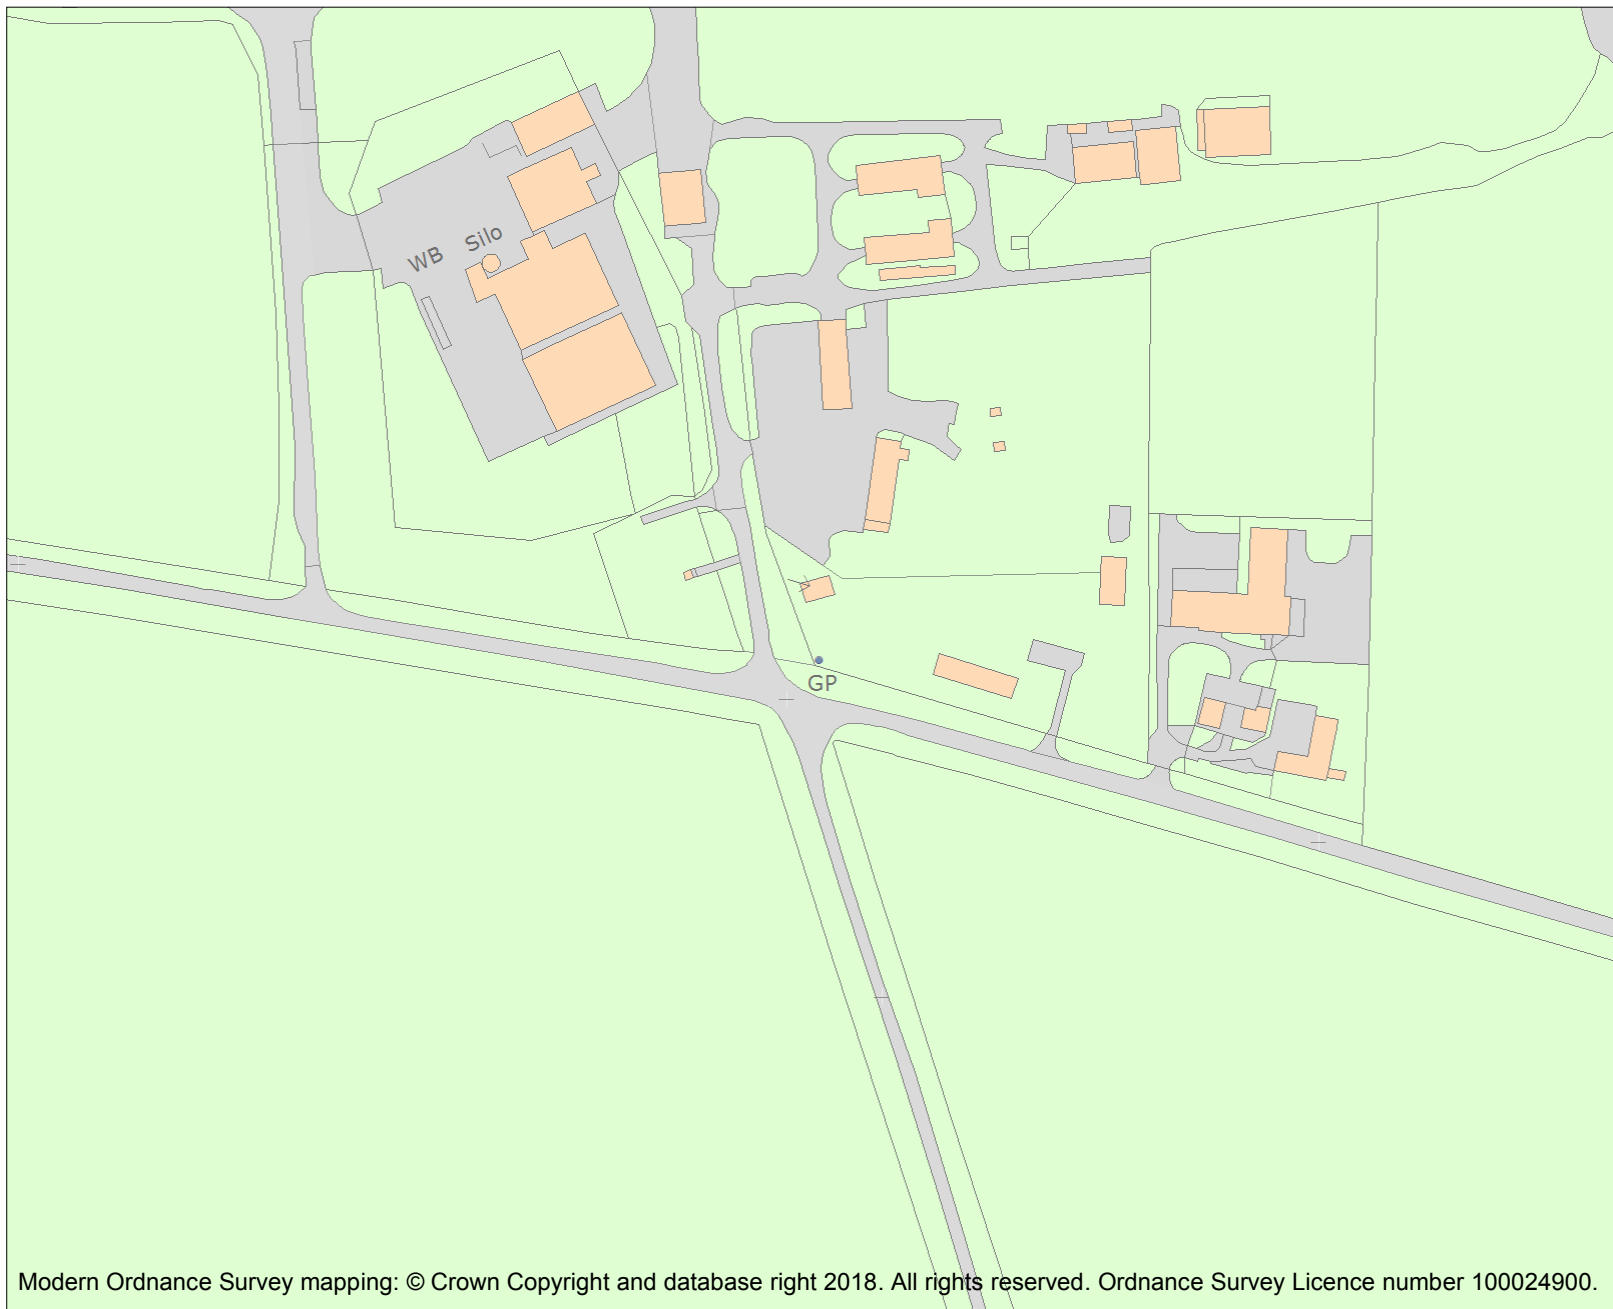 WB Silo
GP
Modern Ordnance Survey mapping: © Crown Copyright and database right 2018. All rights reserved. Ordnance Survey Licence number 100024900.